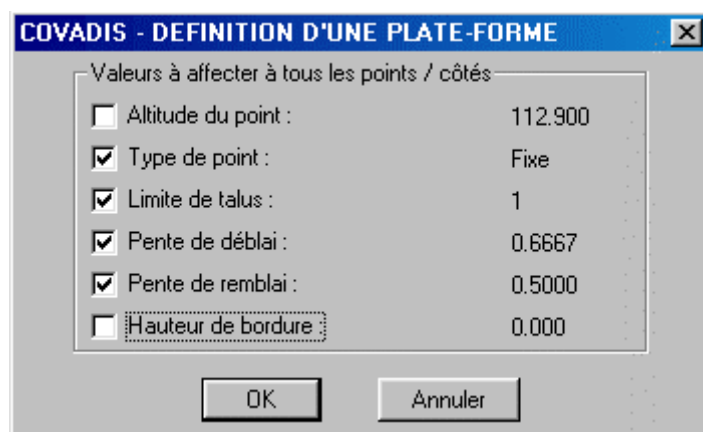 COVADIS - DEFINITION D'UNE PLATE-FORME
Valeurs à affecter à tous les points / côtés
Altitude du point : 112.900
Type de point : Fixe
Limite de talus : 1
Pente de déblai : 0.6667
Pente de remblai : 0.5000
Hauteur de bordure : 0.000
OK Annuler